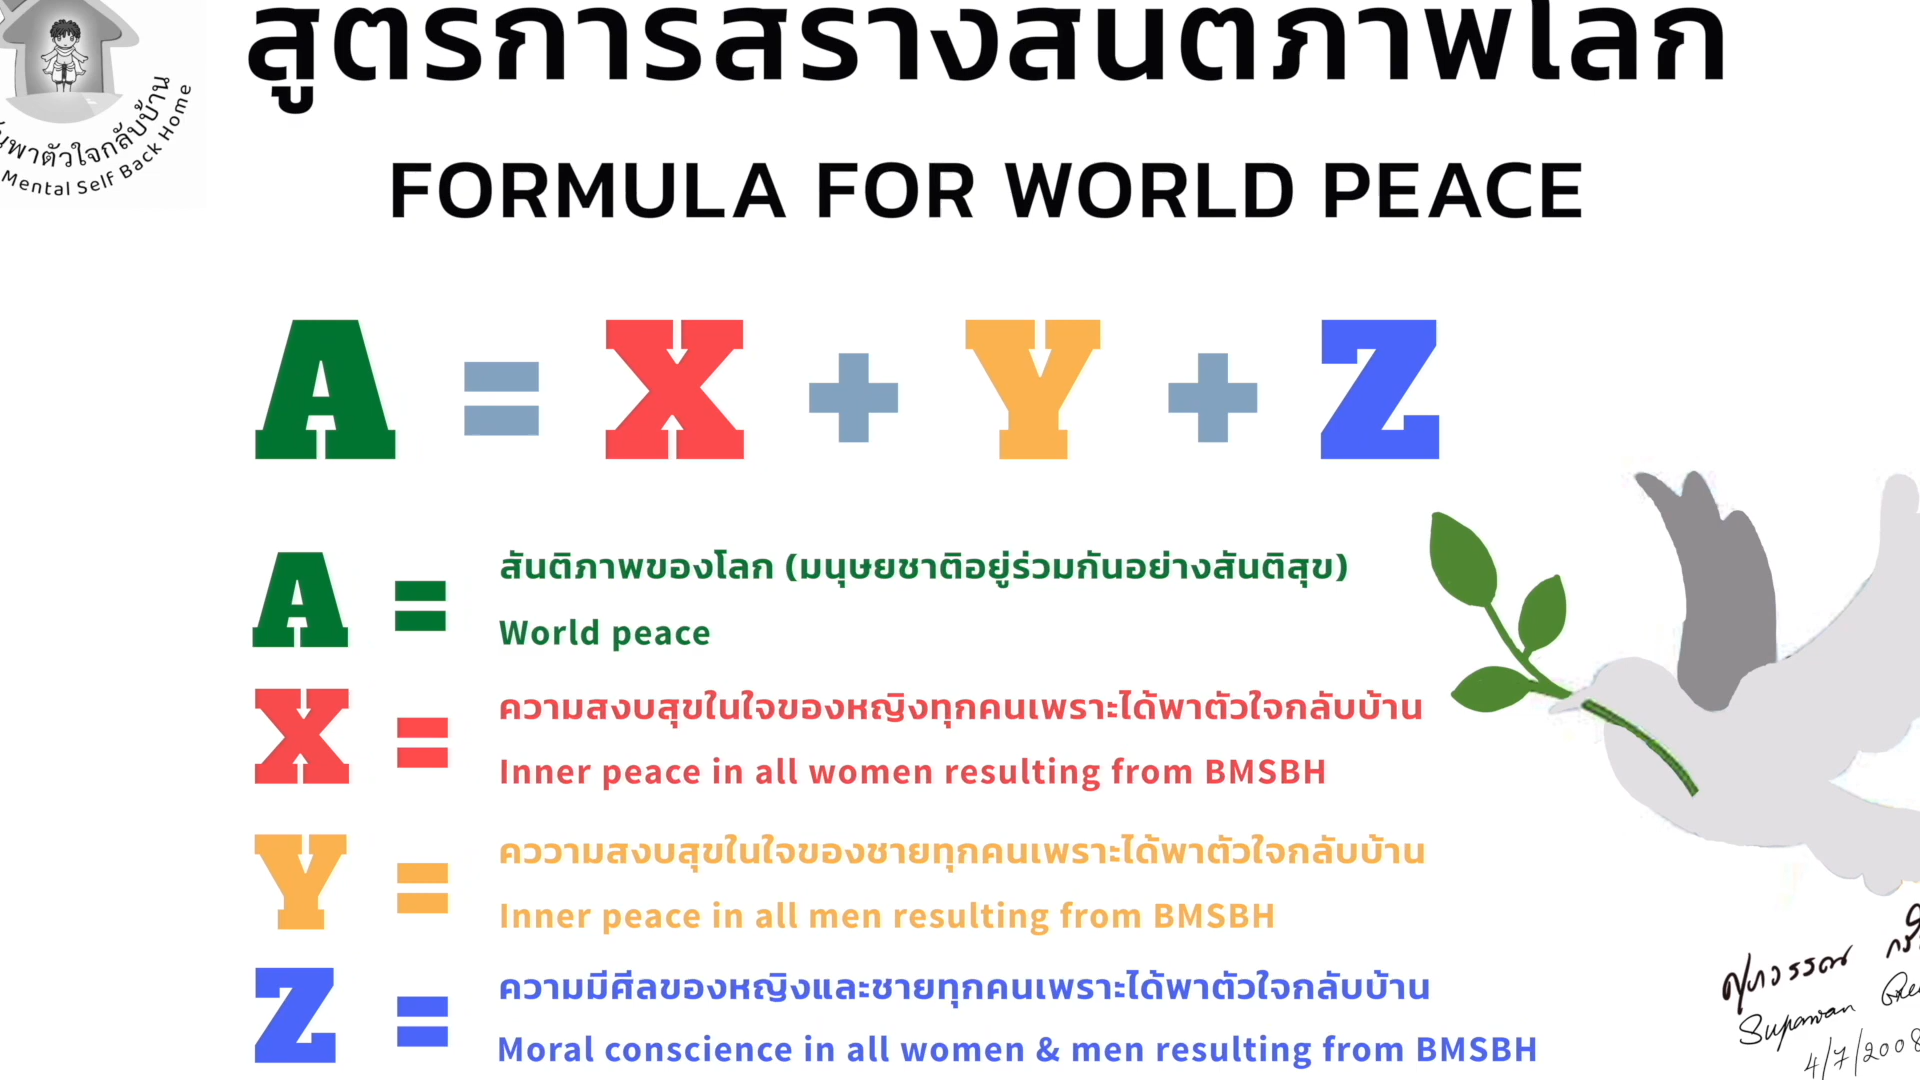 สูตรการสร้างสันติภาพโลก
พาตัวใจกลับบ้าน
Mental Self Back Home
FORMULA FOR WORLD PEACE
A = X + Y + Z
A = สันติภาพของโลก (มนุษยชาติอยู่ร่วมกันอย่างสันติสุข)
World peace
X = ความสงบสุขในใจของหญิงทุกคนเพราะได้พาตัวใจกลับบ้าน
Inner peace in all women resulting from BMSBH
Y = คววามสงบสุขในใจของชายทุกคนเพราะได้พาตัวใจกลับบ้าน
Inner peace in all men resulting from BMSBH
Z = ความมีศีลของหญิงและชายทุกคนเพราะได้พาตัวใจกลับบ้าน
Moral conscience in all women & men resulting from BMSBH
ศุภวรรณ
Supawan
4/7/2008